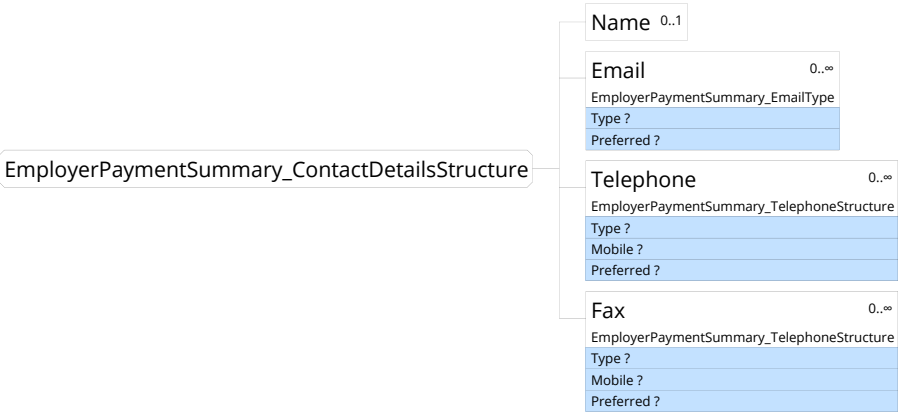 Name 0..1
Email 0..∞
EmployerPaymentSummary_EmailType
Type ?
Preferred ?
EmployerPaymentSummary_ContactDetailsStructure
Telephone 0..∞
EmployerPaymentSummary_TelephoneStructure
Type ?
Mobile ?
Preferred ?
Fax 0..∞
EmployerPaymentSummary_TelephoneStructure
Type ?
Mobile ?
Preferred ?